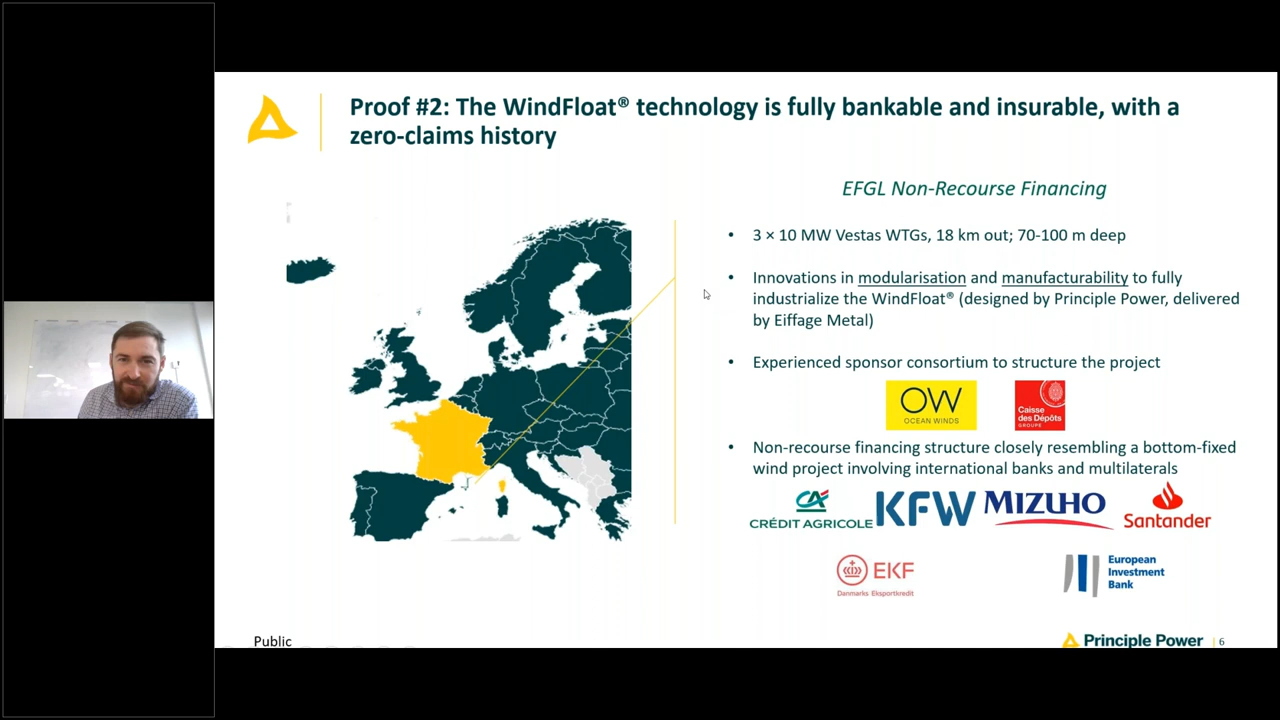 Proof #2: The WindFloat® technology is fully bankable and insurable, with a
zero-claims history
EFGL Non-Recourse Financing
• 3 × 10 MW Vestas WTGs, 18 km out; 70-100 m deep
• Innovations in modularisation and manufacturability to fully
industrialize the WindFloat® (designed by Principle Power, delivered
by Eiffage Metal)
• Experienced sponsor consortium to structure the project
OW
OCEAN WINDS
Caisse
des Dépôts
GROUPE
• Non-recourse financing structure closely resembling a bottom-fixed
wind project involving international banks and multilaterals
CRÉDIT AGRICOLE
KFW
MIZUHO
Santander
EKF
Danmarks Eksportkredit
European
Investment
Bank
Public
Principle Power
6